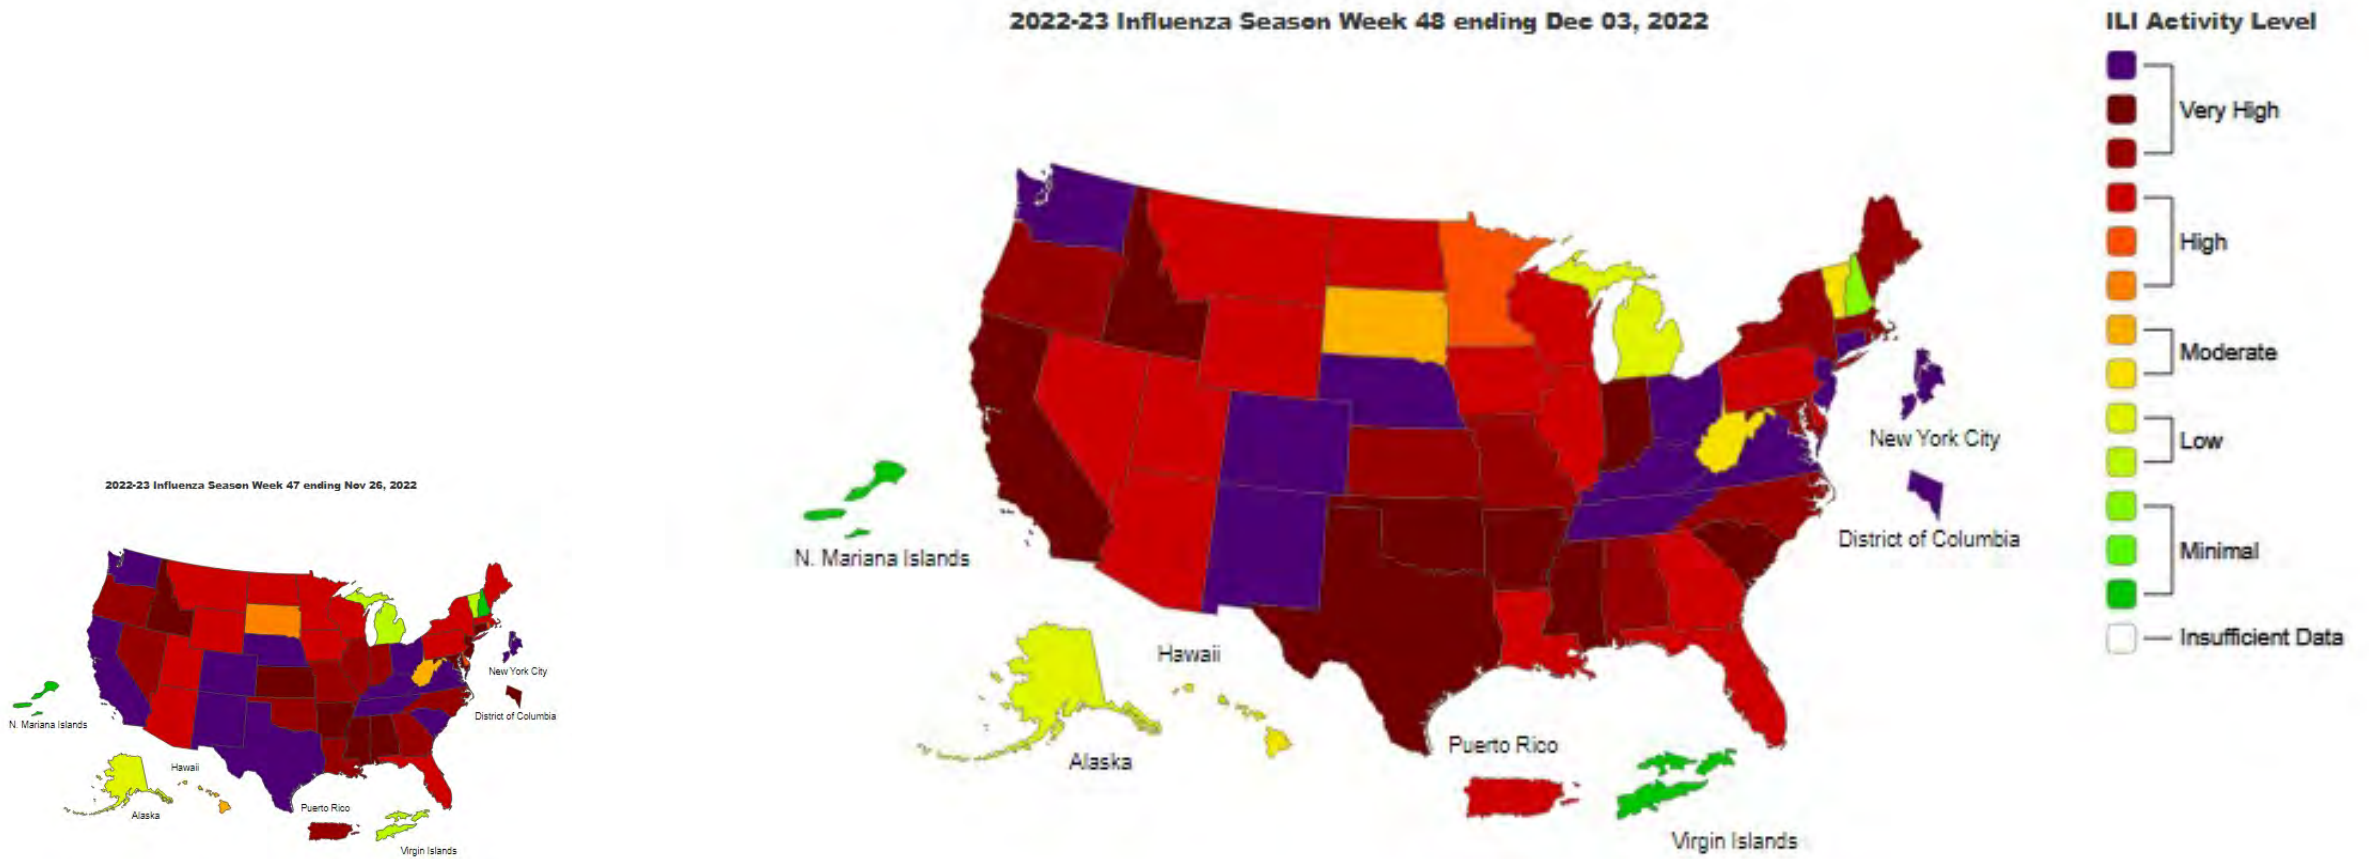 2022-23 Influenza Season Week 48 ending Dec 03, 2022
ILI Activity Level
Very High
High
Moderate
Low
Minimal
Insufficient Data
New York City
District of Columbia
N. Mariana Islands
Hawaii
Alaska
Puerto Rico
Virgin Islands
2022-23 Influenza Season Week 47 ending Nov 26, 2022
New York City
District of Columbia
N. Mariana Islands
Hawaii
Alaska
Puerto Rico
Virgin Islands